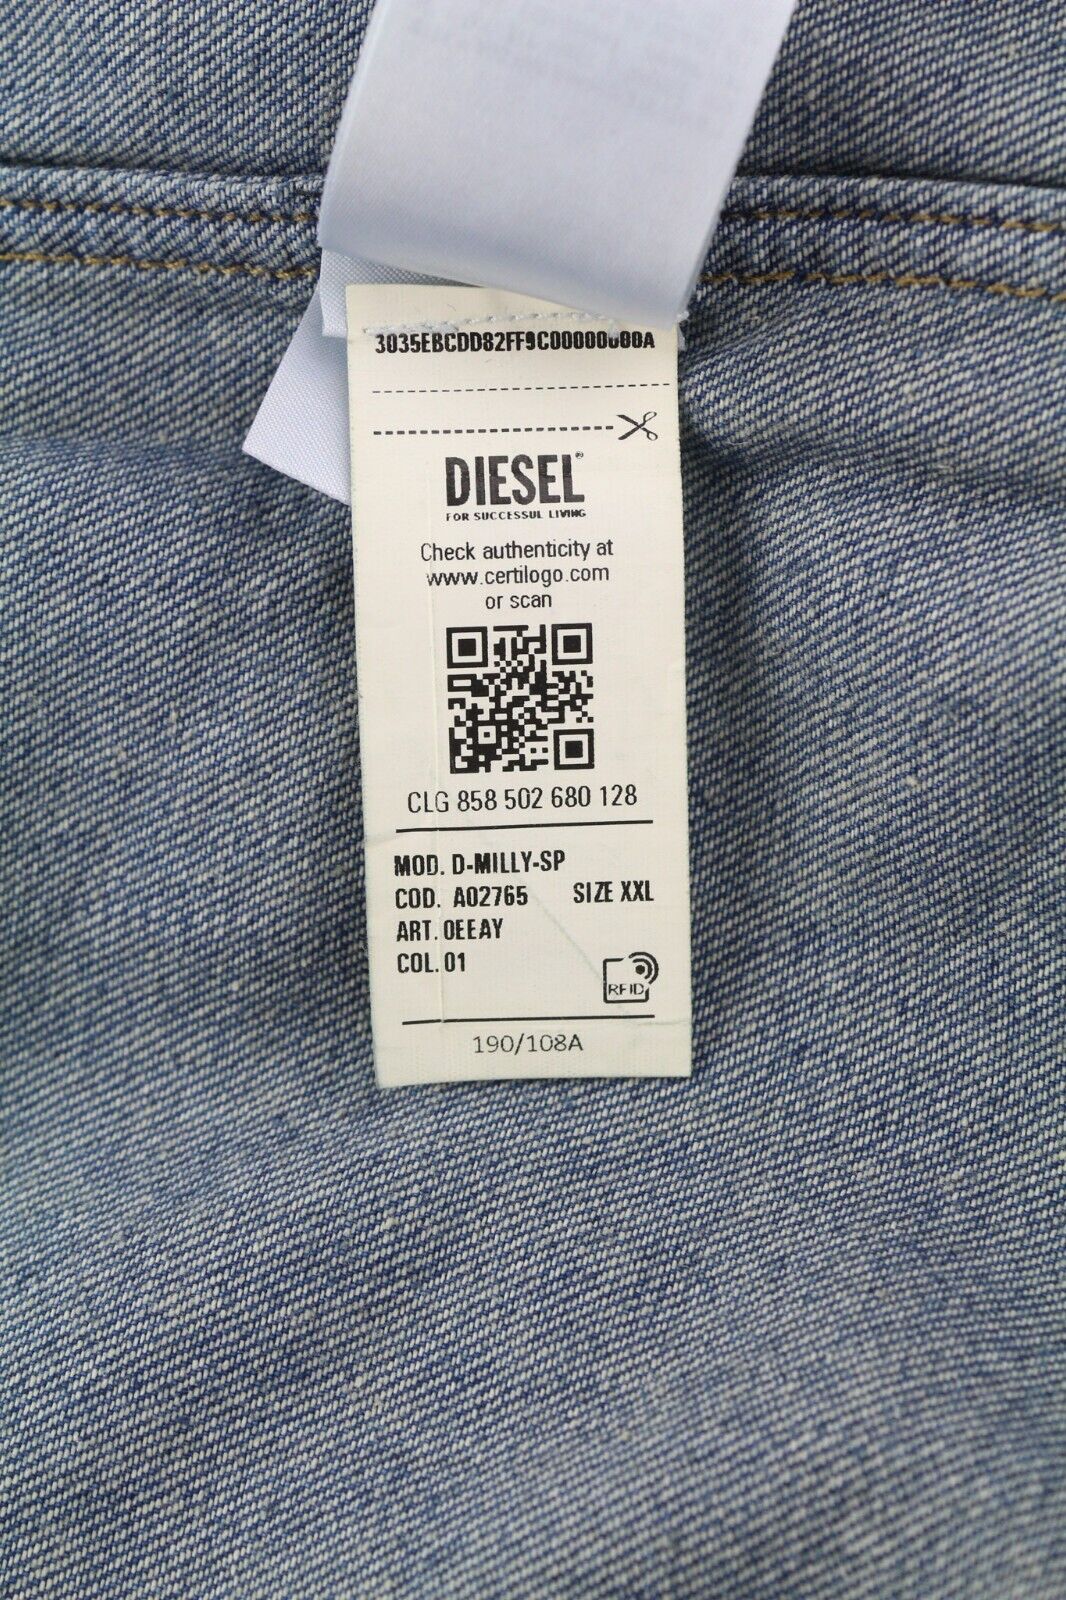 3035EBCDD82FF9C00000000A
DIESEL®
FOR SUCCESSUL LIVING
Check authenticity at
www.certilogo.com
or scan
CLG 858 502 680 128
MOD. D-MILLY-SP
COD. A02765 SIZE XXL
ART. 0EEAY
COL. 01
RFID
190/108A